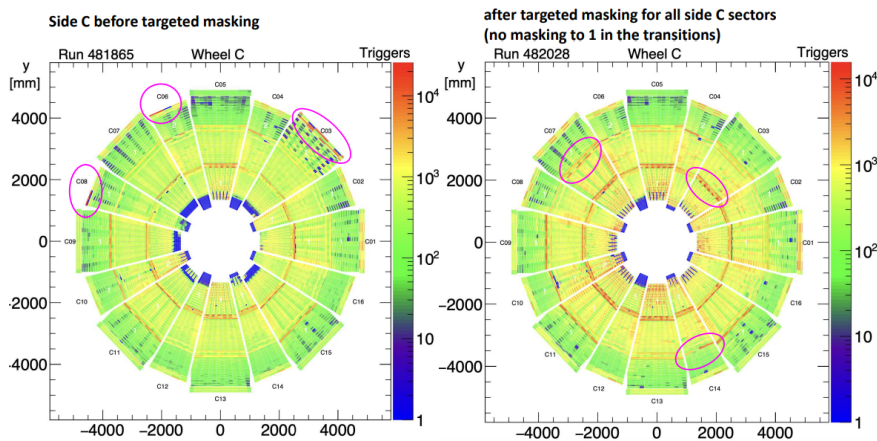 Side C before targeted masking
after targeted masking for all side C sectors
(no masking to 1 in the transitions)
Run 481865 Wheel C Triggers
y
[mm]
C05
C04
C03
C02
C01
C16
C15
C14
C13
C12
C11
C10
C09
C08
C07
C06
4000
2000
0
−2000
−4000
−4000 −2000 0 2000 4000
10⁴
10³
10²
10
1
Run 482028 Wheel C Triggers
y
[mm]
C05
C04
C03
C02
C01
C16
C15
C14
C13
C12
C11
C10
C09
C08
C07
C06
4000
2000
0
−2000
−4000
−4000 −2000 0 2000 4000
10⁴
10³
10²
10
1